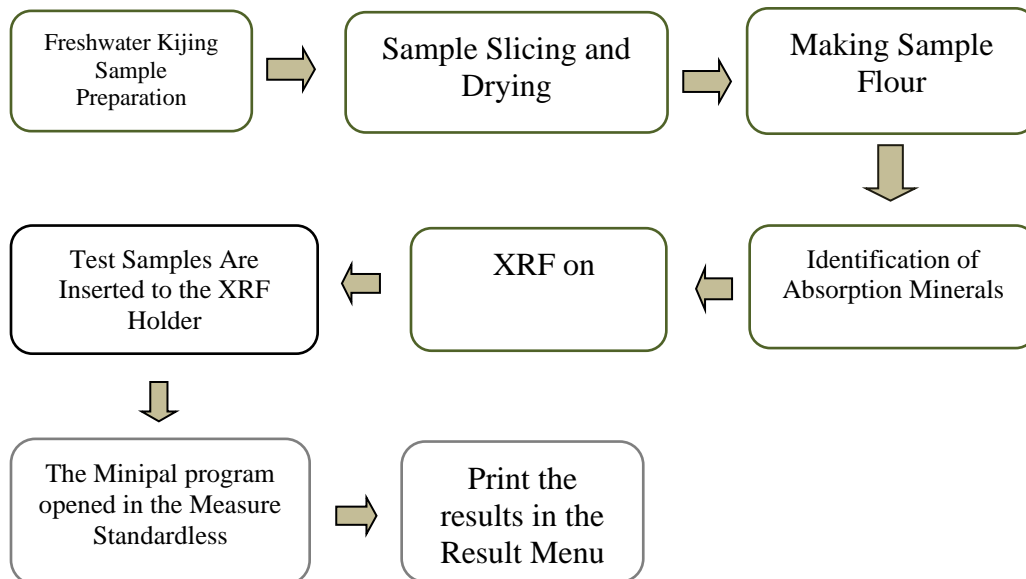 Freshwater Kijing
Sample
Preparation
Sample Slicing and
Drying
Making Sample
Flour
Identification of
Absorption Minerals
XRF on
Test Samples Are
Inserted to the XRF
Holder
The Minipal program
opened in the Measure
Standardless
Print the
results in the
Result Menu